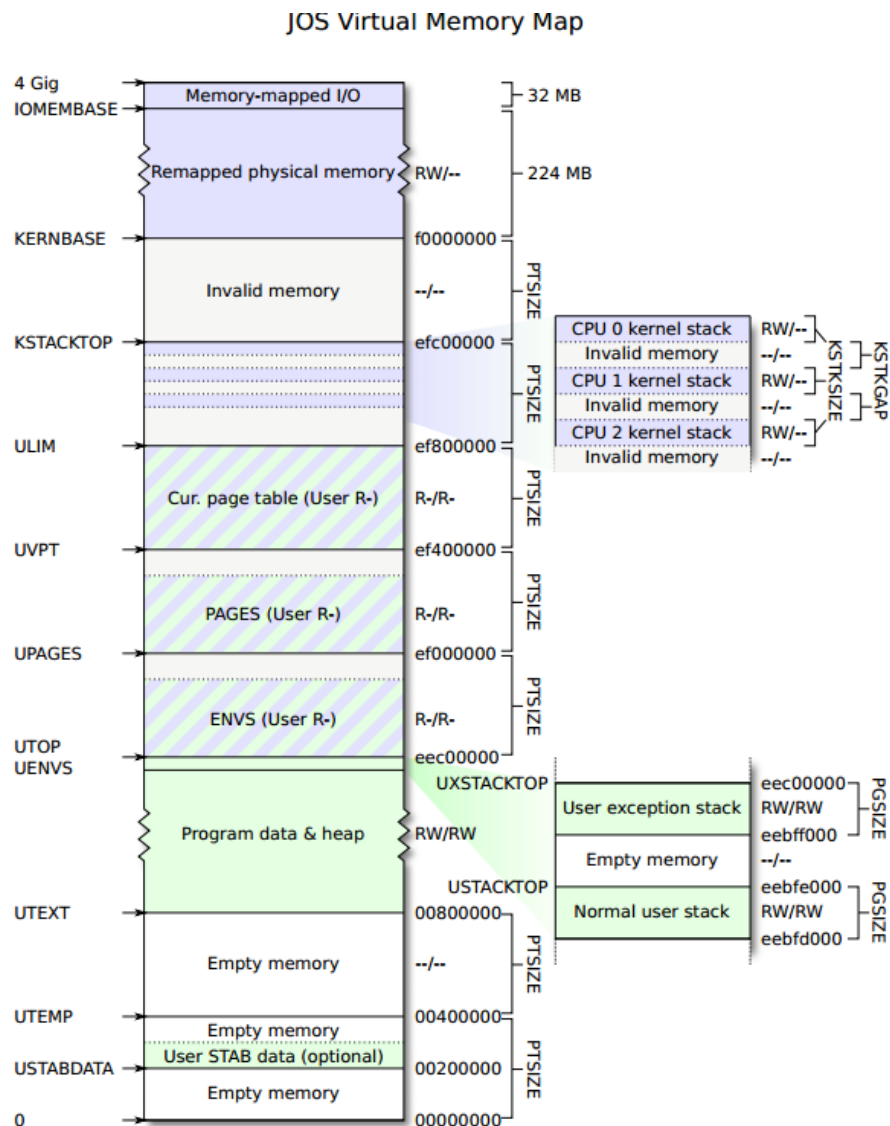 JOS Virtual Memory Map
4 Gig
Memory-mapped I/O
32 MB
IOMEMBASE
Remapped physical memory
RW/--
224 MB
KERNBASE
f0000000
Invalid memory
--/--
PTSIZE
KSTACKTOP
efc00000
PTSIZE
CPU 0 kernel stack
RW/--
Invalid memory
--/--
CPU 1 kernel stack
RW/--
Invalid memory
--/--
CPU 2 kernel stack
RW/--
Invalid memory
--/--
KSTKSIZE
KSTKGAP
ULIM
ef800000
Cur. page table (User R-)
R-/R-
PTSIZE
UVPT
ef400000
PAGES (User R-)
R-/R-
PTSIZE
UPAGES
ef000000
ENVS (User R-)
R-/R-
PTSIZE
UTOP
eec00000
UENVS
Program data & heap
RW/RW
UXSTACKTOP
eec00000
User exception stack
RW/RW
PGSIZE
eebff000
Empty memory
--/--
USTACKTOP
eebfe000
Normal user stack
RW/RW
PGSIZE
eebfd000
UTEXT
00800000
Empty memory
--/--
PTSIZE
UTEMP
00400000
Empty memory
User STAB data (optional)
PTSIZE
USTABDATA
00200000
Empty memory
0
00000000